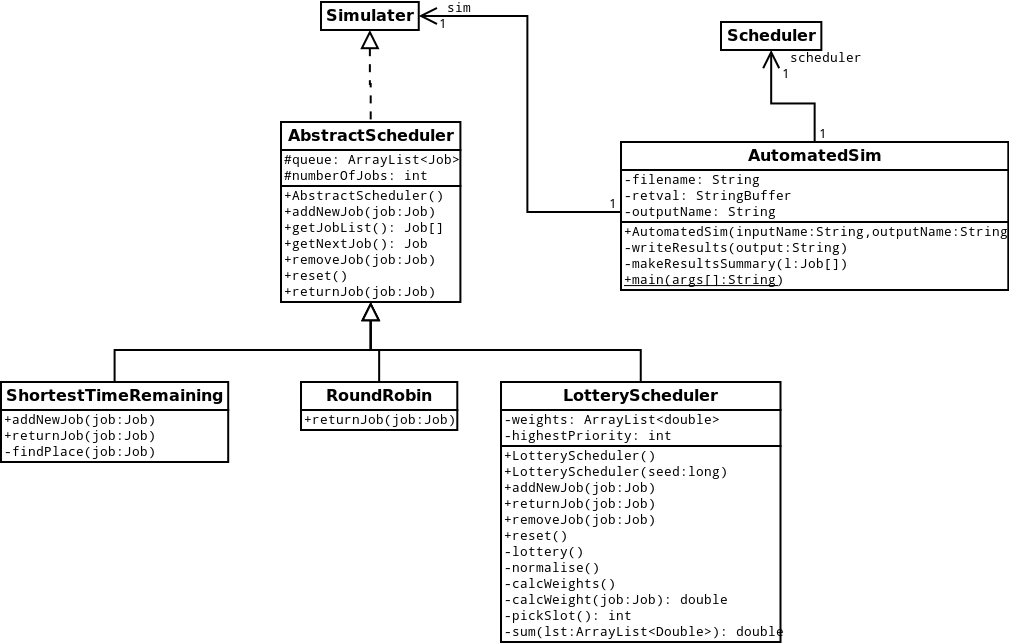 Simulater
sim
1
Scheduler
scheduler
1
1
AbstractScheduler
#queue: ArrayList<Job>
#numberOfJobs: int
+AbstractScheduler()
+addNewJob(job:Job)
+getJobList(): Job[]
+getNextJob(): Job
+removeJob(job:Job)
+reset()
+returnJob(job:Job)
1
AutomatedSim
-filename: String
-retval: StringBuffer
-outputName: String
+AutomatedSim(inputName:String,outputName:String
-writeResults(output:String)
-makeResultsSummary(l:Job[])
+main(args[]:String)
ShortestTimeRemaining
+addNewJob(job:Job)
+returnJob(job:Job)
-findPlace(job:Job)
RoundRobin
+returnJob(job:Job)
LotteryScheduler
-weights: ArrayList<double>
-highestPriority: int
+LotteryScheduler()
+LotteryScheduler(seed:long)
+addNewJob(job:Job)
+returnJob(job:Job)
+removeJob(job:Job)
+reset()
-lottery()
-normalise()
-calcWeights()
-calcWeight(job:Job): double
-pickSlot(): int
-sum(lst:ArrayList<Double>): double